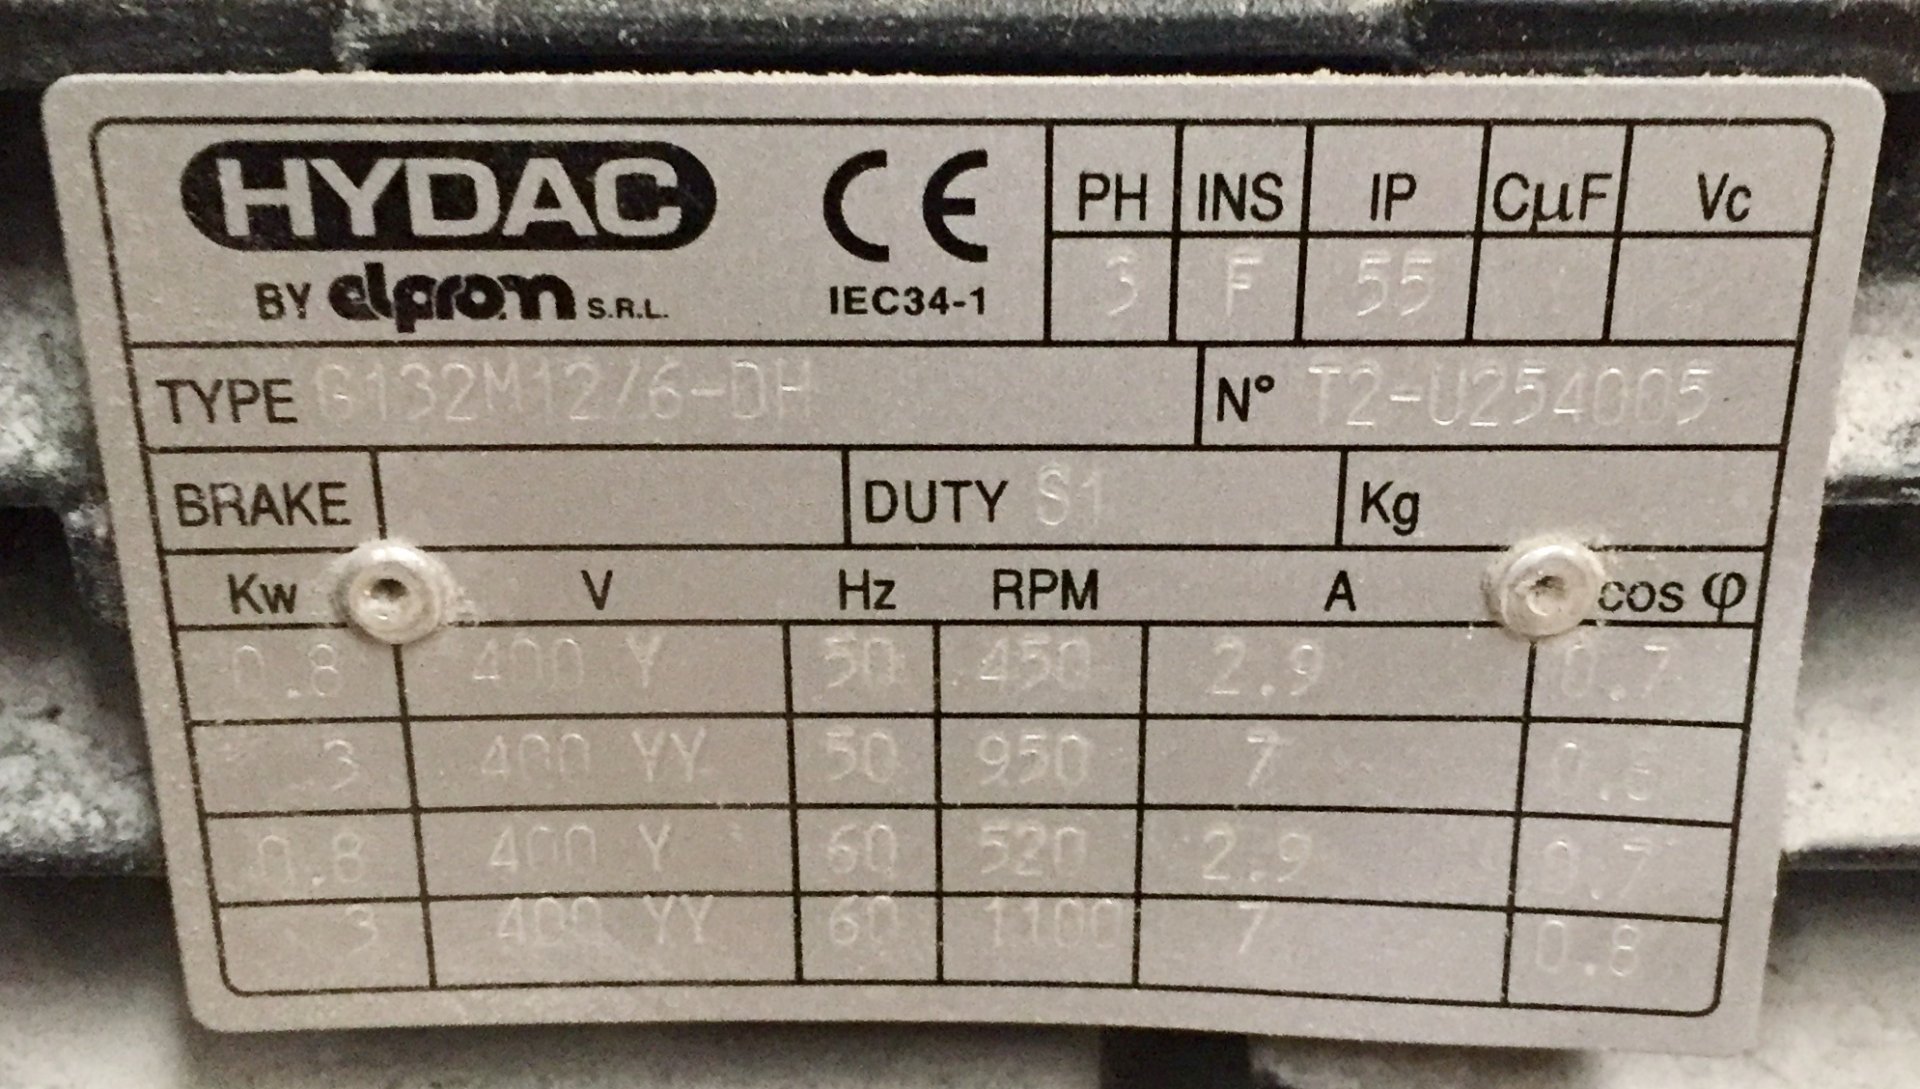 HYDAC
BY elprom S.R.L.
CE
IEC34-1
PH INS IP CµF Vc
3 F 55
TYPE G132M12/6-DH N° T2-U254005
BRAKE DUTY S1 Kg
Kw V Hz RPM A cos φ
0.8 400 Y 50 450 2.9 0.7
3 400 YY 50 950 7 0.8
0.8 400 Y 60 520 2.9 0.7
3 400 YY 60 1100 7 0.8